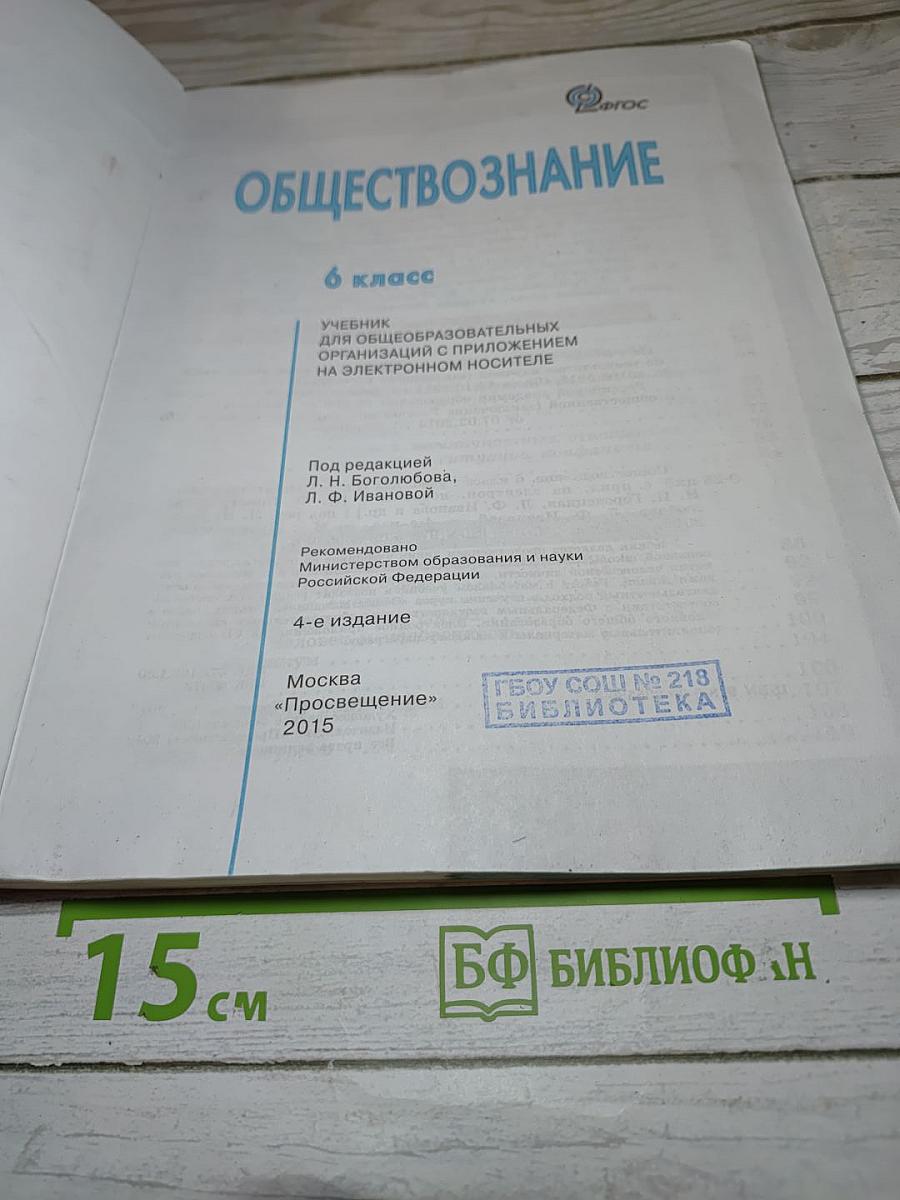 ФГОС
ОБЩЕСТВОЗНАНИЕ
6 класс
УЧЕБНИК
ДЛЯ ОБЩЕОБРАЗОВАТЕЛЬНЫХ
ОРГАНИЗАЦИЙ С ПРИЛОЖЕНИЕМ
НА ЭЛЕКТРОННОМ НОСИТЕЛЕ
Под редакцией
Л. Н. Боголюбова,
Л. Ф. Ивановой
Рекомендовано
Министерством образования и науки
Российской Федерации
4-е издание
Москва
«Просвещение»
2015
ГБОУ СОШ № 218
БИБЛИОТЕКА
15 см
БФ БИБЛИОФАН